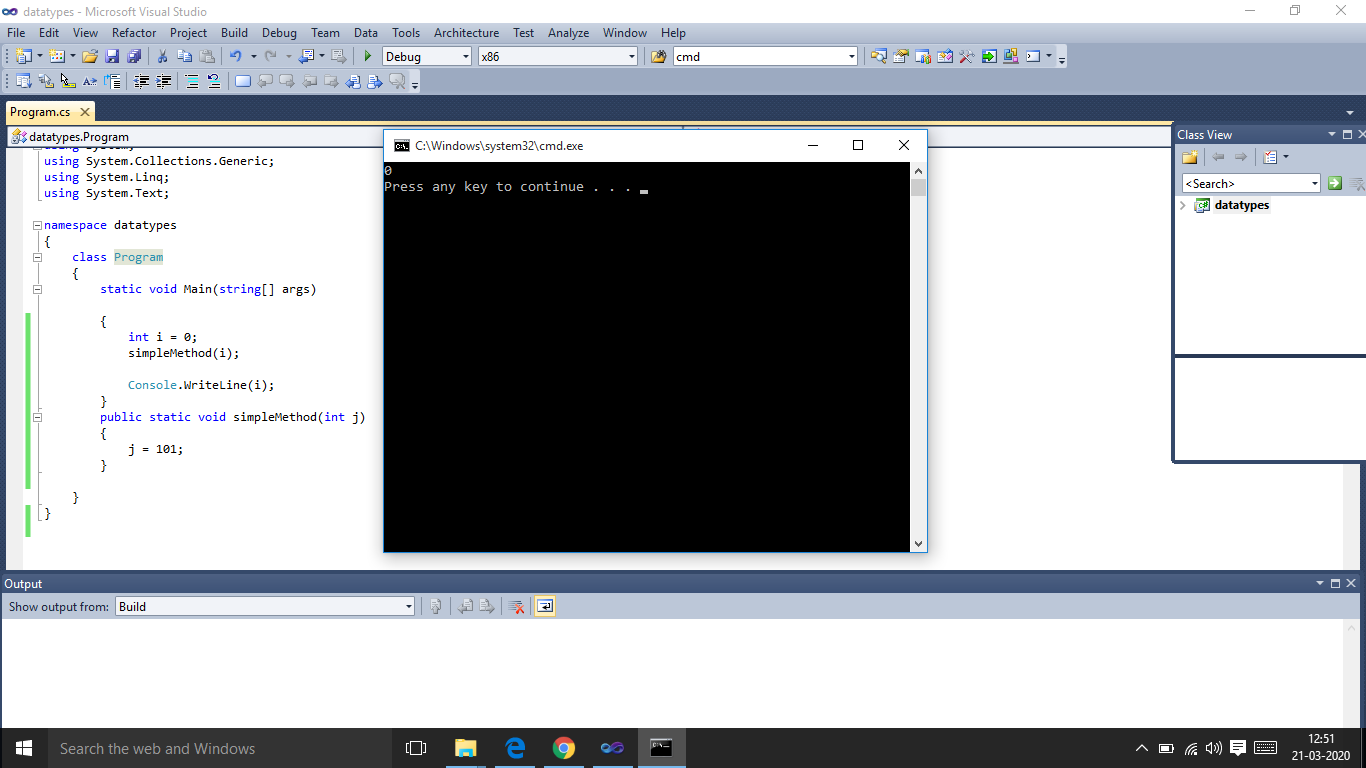 datatypes - Microsoft Visual Studio
File Edit View Refactor Project Build Debug Team Data Tools Architecture Test Analyze Window Help
Debug x86 cmd
Program.cs
datatypes.Program
using System;
using System.Collections.Generic;
using System.Linq;
using System.Text;
namespace datatypes
{
class Program
{
static void Main(string[] args)
{
int i = 0;
simpleMethod(i);
Console.WriteLine(i);
}
public static void simpleMethod(int j)
{
j = 101;
}
}
}
C:\Windows\system32\cmd.exe
0
Press any key to continue . . .
Class View
<Search>
datatypes
Output
Show output from: Build
Search the web and Windows
12:51
21-03-2020